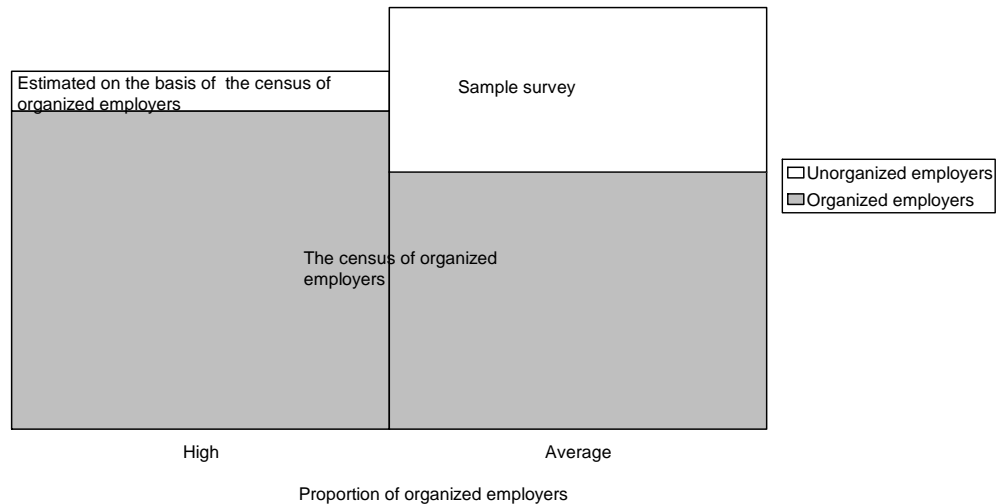 Estimated on the basis of the census of
organized employers
Sample survey
Unorganized employers
Organized employers
The census of organized
employers
High
Average
Proportion of organized employers